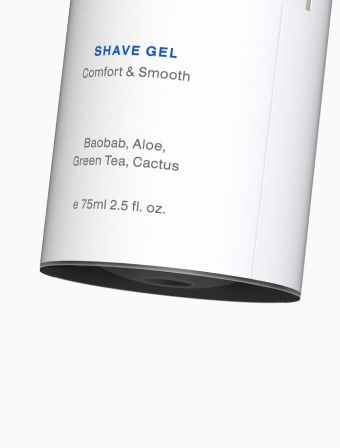 SHAVE GEL
Comfort & Smooth
Baobab, Aloe,
Green Tea, Cactus
e 75ml 2.5 fl. oz.